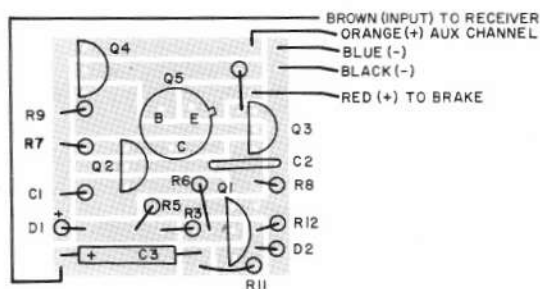 BROWN (INPUT) TO RECEIVER
ORANGE (+) AUX CHANNEL
BLUE (-)
BLACK (-)
RED (+) TO BRAKE
Q4
Q5
R9
B E
C
Q3
R7
Q2
C2
R6
Q1
R8
C1
R5
R3
+
D1
R12
D2
+ C3
R11